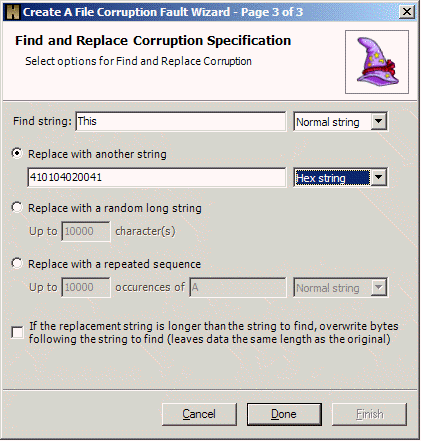 Create A File Corruption Fault Wizard - Page 3 of 3
Find and Replace Corruption Specification
Select options for Find and Replace Corruption
Find string: This Normal string
Replace with another string
410104020041 Hex string
Replace with a random long string
Up to 10000 character(s)
Replace with a repeated sequence
Up to 10000 occurences of A Normal string
If the replacement string is longer than the string to find, overwrite bytes
following the string to find (leaves data the same length as the original)
Cancel Done Finish